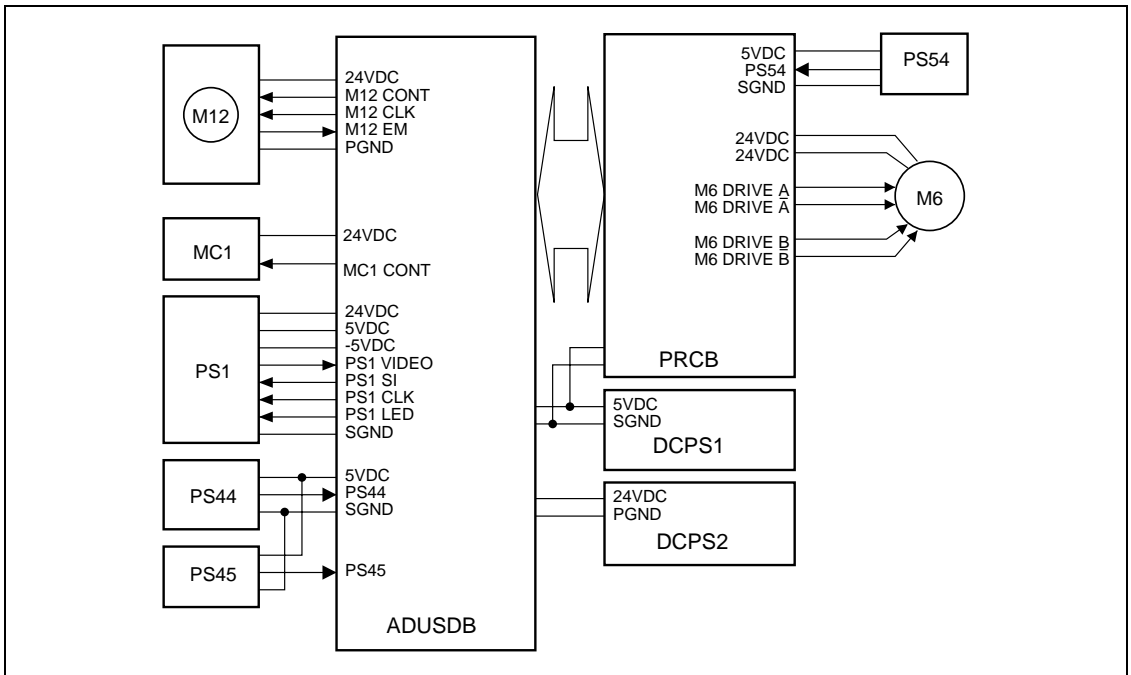 M12
24VDC
M12 CONT
M12 CLK
M12 EM
PGND
MC1
24VDC
MC1 CONT
PS1
24VDC
5VDC
-5VDC
PS1 VIDEO
PS1 SI
PS1 CLK
PS1 LED
SGND
PS44
5VDC
PS44
SGND
PS45
PS45
ADUSDB
5VDC
PS54
SGND
PS54
24VDC
24VDC
M6 DRIVE A
M6 DRIVE A̅
M6 DRIVE B
M6 DRIVE B̅
M6
PRCB
5VDC
SGND
DCPS1
24VDC
PGND
DCPS2